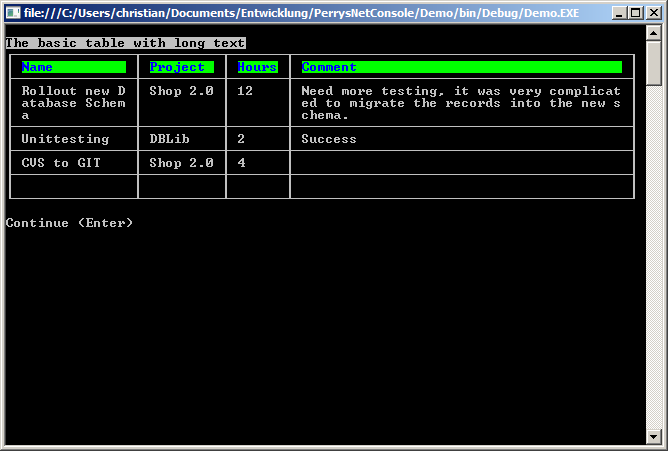 file:///C:/Users/christian/Documents/Entwicklung/PerrysNetConsole/Demo/bin/Debug/Demo.EXE
The basic table with long text
Name Project Hours Comment
Rollout new D Shop 2.0 12 Need more testing, it was very complicat
atabase Schem ed to migrate the records into the new s
a chema.
Unittesting DBLib 2 Success
CVS to GIT Shop 2.0 4
Continue (Enter)